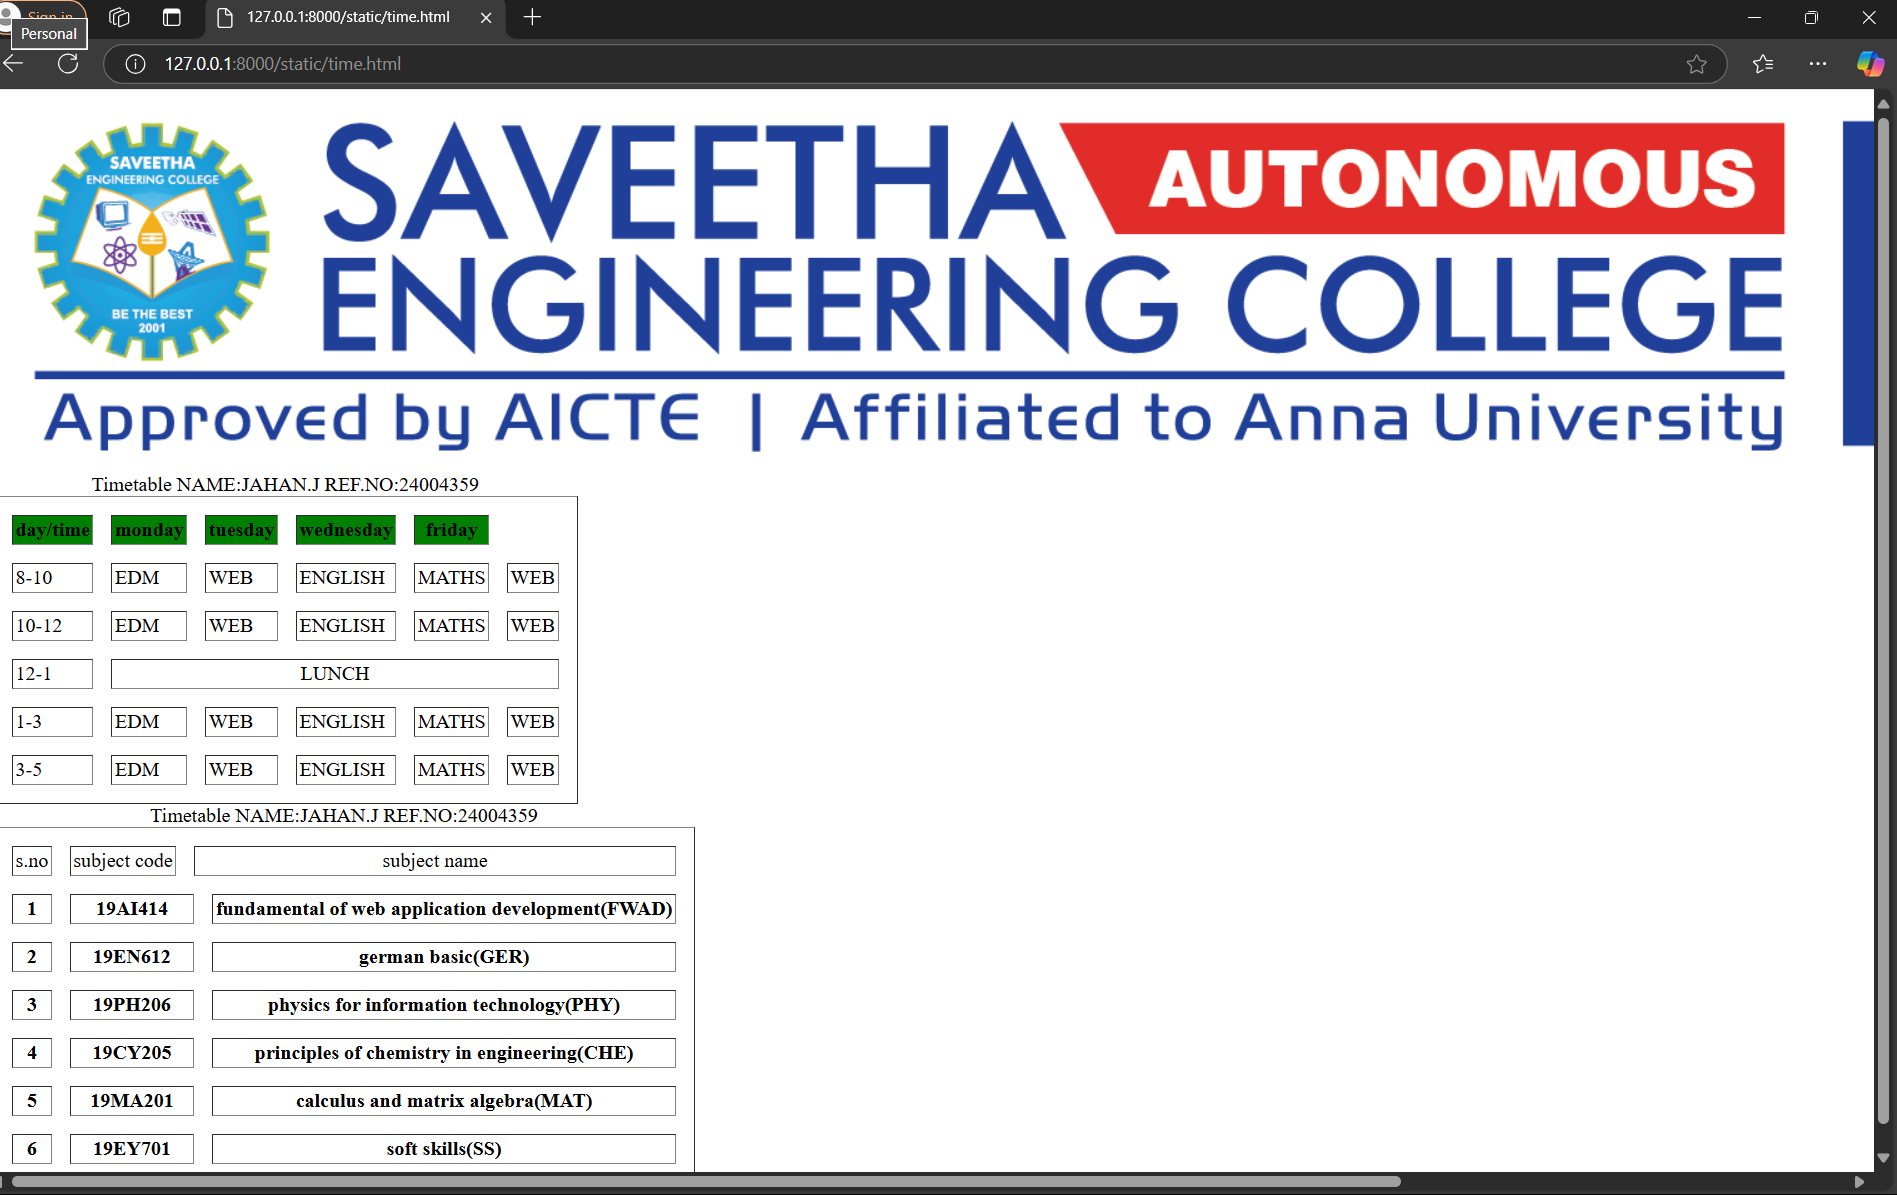 Sign in
Personal
127.0.0.1:8000/static/time.html
127.0.0.1:8000/static/time.html
SAVEETHA
ENGINEERING COLLEGE
BE THE BEST
2001
SAVEETHA AUTONOMOUS
ENGINEERING COLLEGE
Approved by AICTE | Affiliated to Anna University
Timetable NAME:JAHAN.J REF.NO:24004359
day/time monday tuesday wednesday friday
8-10 EDM WEB ENGLISH MATHS WEB
10-12 EDM WEB ENGLISH MATHS WEB
12-1 LUNCH
1-3 EDM WEB ENGLISH MATHS WEB
3-5 EDM WEB ENGLISH MATHS WEB
Timetable NAME:JAHAN.J REF.NO:24004359
s.no subject code subject name
1 19AI414 fundamental of web application development(FWAD)
2 19EN612 german basic(GER)
3 19PH206 physics for information technology(PHY)
4 19CY205 principles of chemistry in engineering(CHE)
5 19MA201 calculus and matrix algebra(MAT)
6 19EY701 soft skills(SS)